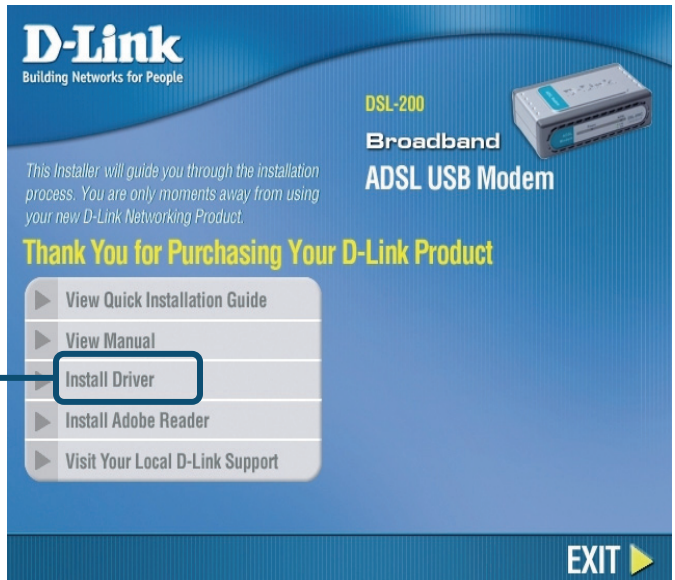 D-Link
Building Networks for People
DSL-200
Broadband
ADSL USB Modem
This Installer will guide you through the installation
process. You are only moments away from using
your new D-Link Networking Product.
Thank You for Purchasing Your D-Link Product
View Quick Installation Guide
View Manual
Install Driver
Install Adobe Reader
Visit Your Local D-Link Support
EXIT